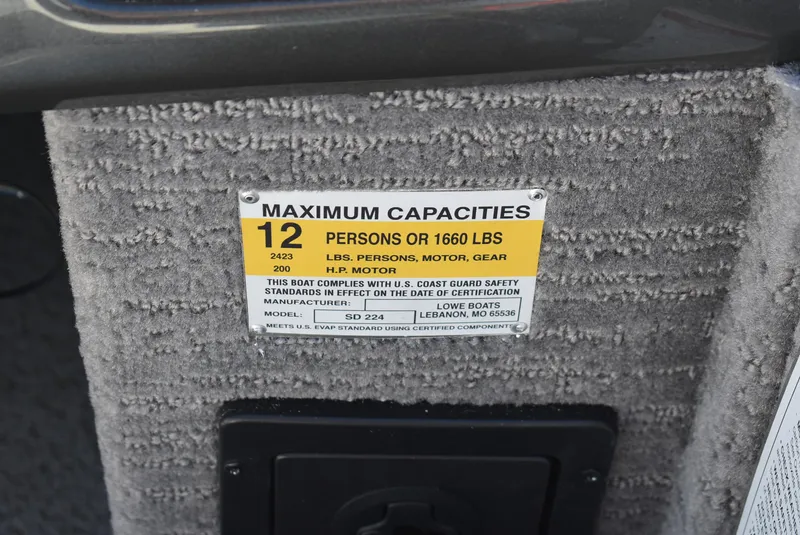 MAXIMUM CAPACITIES
12 PERSONS OR 1660 LBS
2423 LBS. PERSONS, MOTOR, GEAR
200 H.P. MOTOR
THIS BOAT COMPLIES WITH U.S. COAST GUARD SAFETY
STANDARDS IN EFFECT ON THE DATE OF CERTIFICATION
MANUFACTURER: LOWE BOATS
MODEL: SD 224 LEBANON, MO 65536
MEETS U.S. EVAP STANDARD USING CERTIFIED COMPONENTS